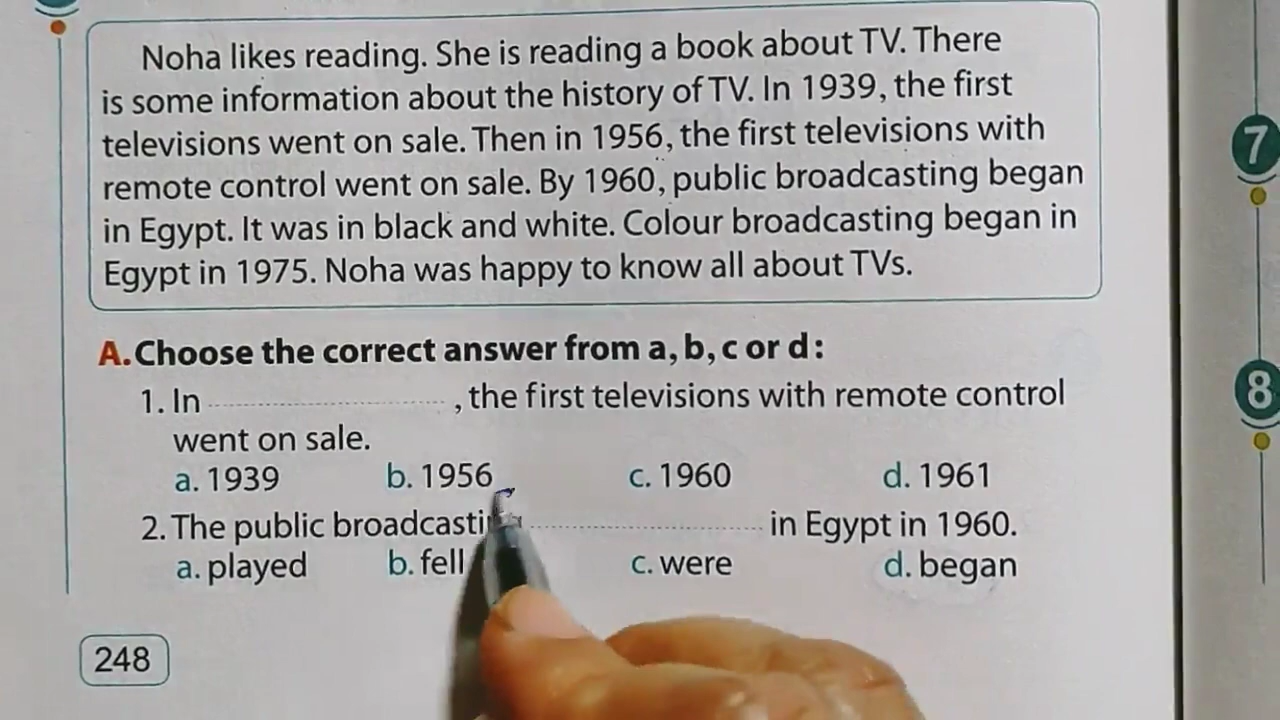 Noha likes reading. She is reading a book about TV. There
is some information about the history of TV. In 1939, the first
televisions went on sale. Then in 1956, the first televisions with
remote control went on sale. By 1960, public broadcasting began
in Egypt. It was in black and white. Colour broadcasting began in
Egypt in 1975. Noha was happy to know all about TVs.
A. Choose the correct answer from a, b, c or d:
1. In .................... , the first televisions with remote control
went on sale.
a. 1939 b. 1956 c. 1960 d. 1961
2. The public broadcasting .................... in Egypt in 1960.
a. played b. fell c. were d. began
248
7
8